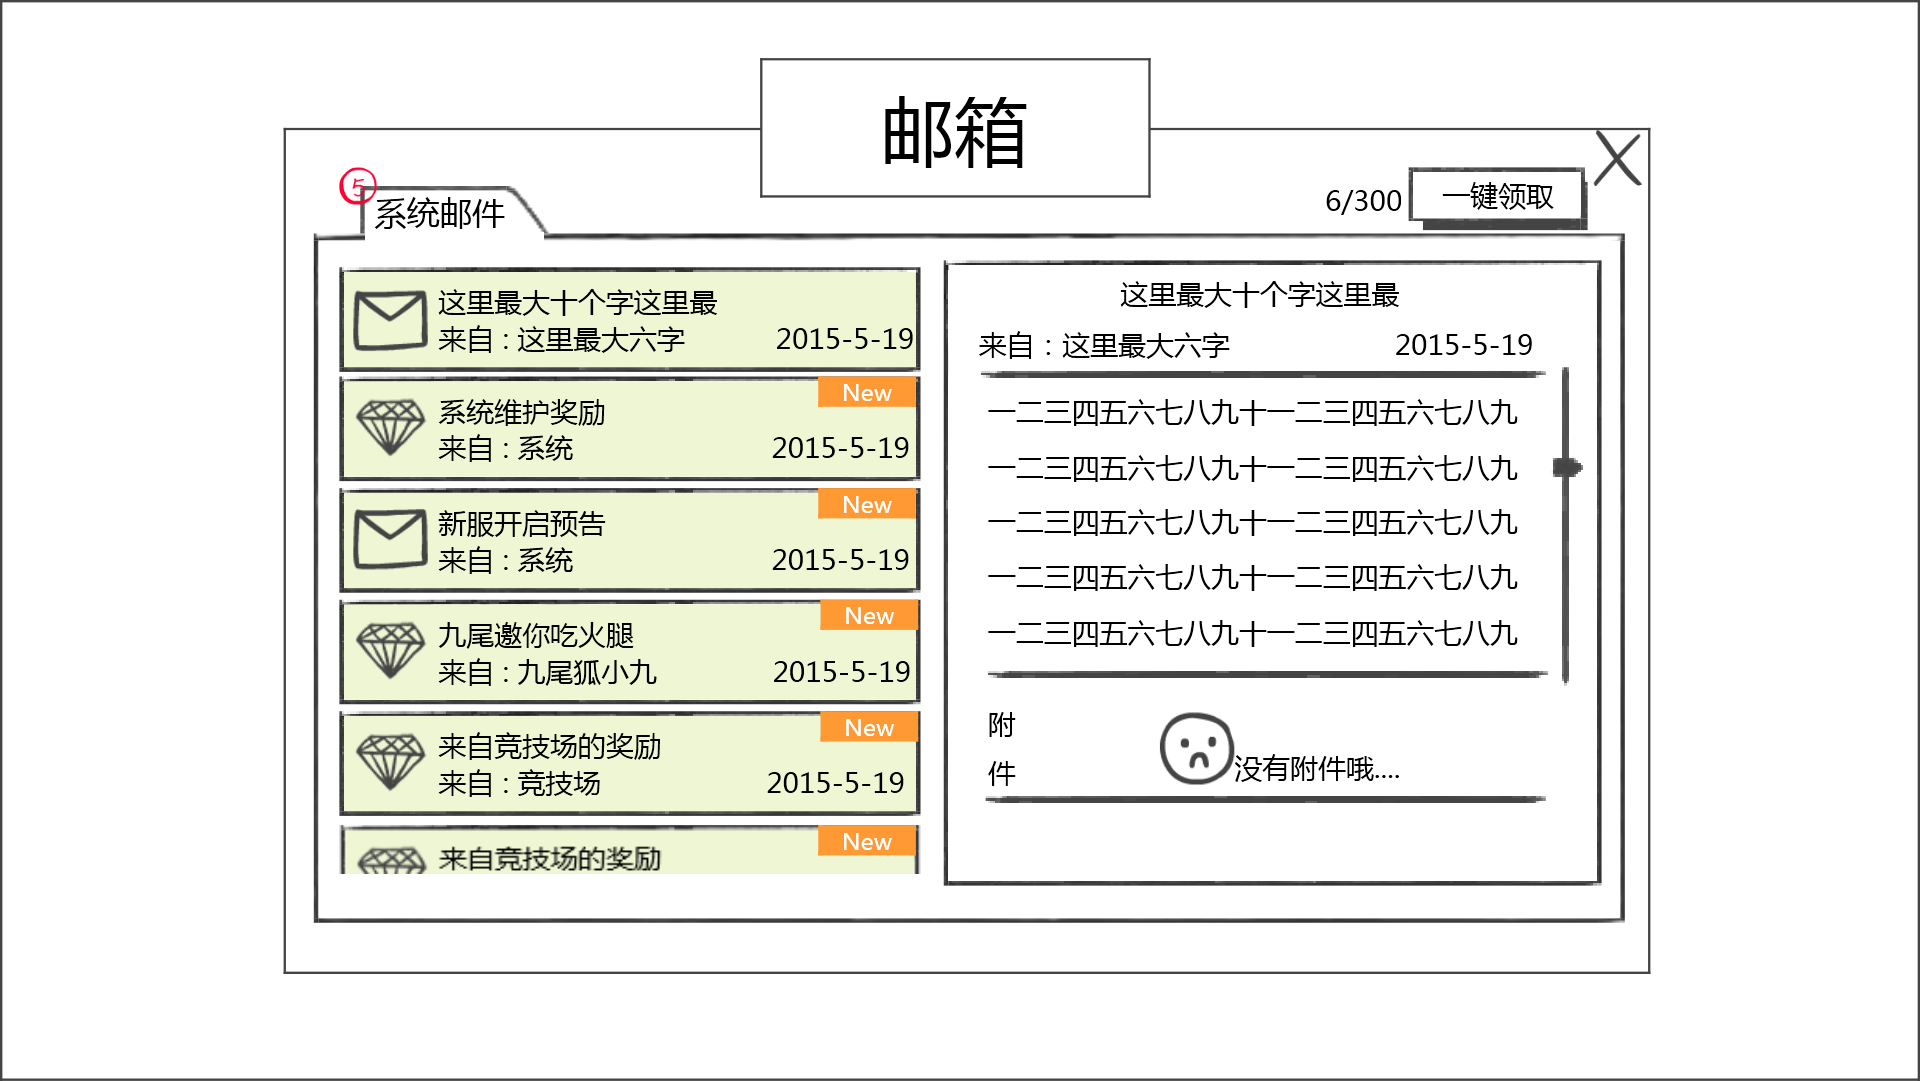 邮箱
5
系统邮件
6/300
一键领取
这里最大十个字这里最
来自：这里最大六字
2015-5-19
New
系统维护奖励
来自：系统
2015-5-19
New
新服开启预告
来自：系统
2015-5-19
New
九尾邀你吃火腿
来自：九尾狐小九
2015-5-19
New
来自竞技场的奖励
来自：竞技场
2015-5-19
New
来自竞技场的奖励
这里最大十个字这里最
来自：这里最大六字
2015-5-19
一二三四五六七八九十一二三四五六七八九
一二三四五六七八九十一二三四五六七八九
一二三四五六七八九十一二三四五六七八九
一二三四五六七八九十一二三四五六七八九
一二三四五六七八九十一二三四五六七八九
附
件
没有附件哦....